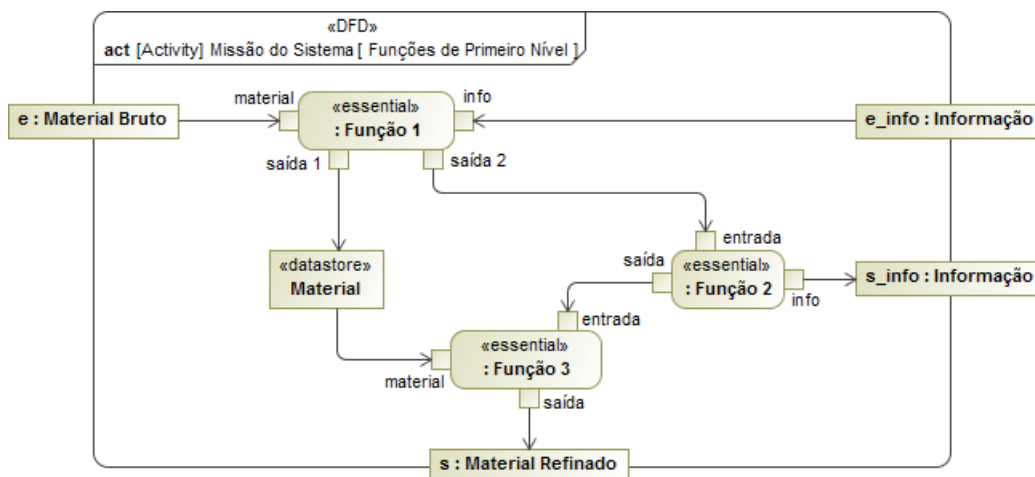 «DFD»
act [Activity] Missão do Sistema [ Funções de Primeiro Nível ]
material
info
e : Material Bruto
«essential»
: Função 1
e_info : Informação
saída 1
saída 2
entrada
«datastore»
Material
saída
«essential»
: Função 2
info
s_info : Informação
entrada
«essential»
: Função 3
material
saída
s : Material Refinado